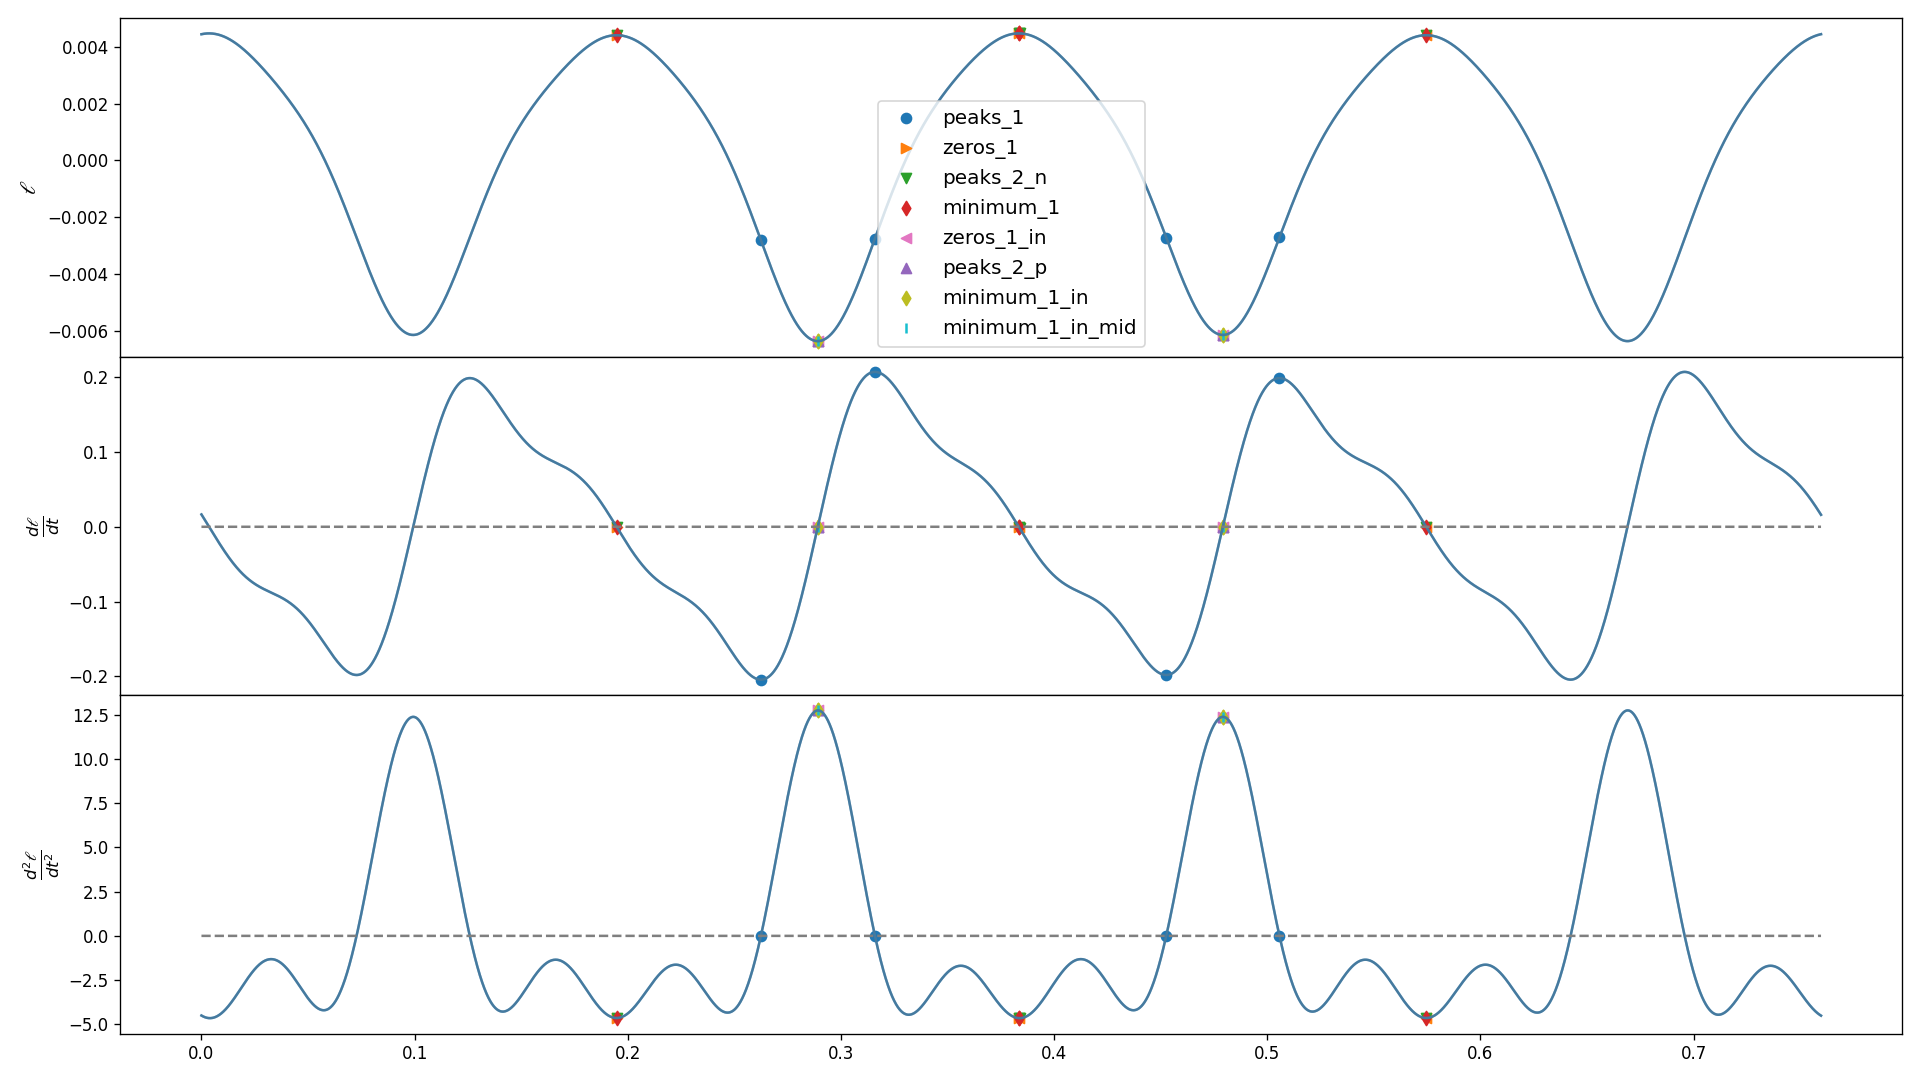 0.004
0.002
0.000
−0.002
−0.004
−0.006
ℓ
peaks_1
zeros_1
peaks_2_n
minimum_1
zeros_1_in
peaks_2_p
minimum_1_in
minimum_1_in_mid
0.2
0.1
0.0
−0.1
−0.2
dℓ
dt
12.5
10.0
7.5
5.0
2.5
0.0
−2.5
−5.0
d²ℓ
dt²
0.0 0.1 0.2 0.3 0.4 0.5 0.6 0.7